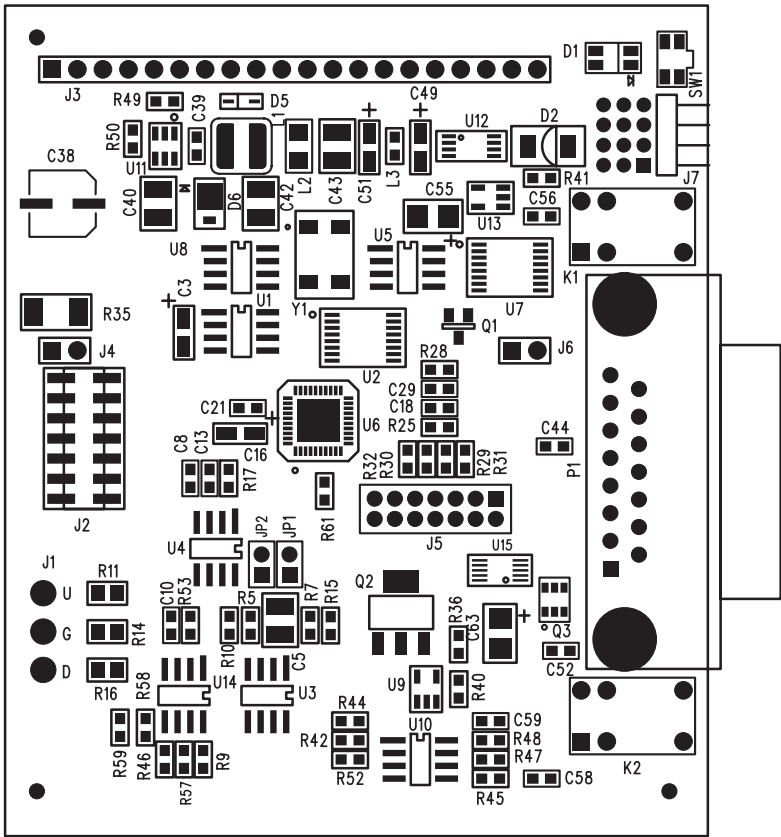 D1
SW1
J3
R49
C39
D5
L1
C49
R50
U11
U12
D2
C38
C40
D6
C42
L2
C43
C51
L3
R41
J7
C55
U13
C56
U8
U5
K1
C3
U1
Y1
U7
R35
U2
Q1
J4
R28
J6
C29
C21
C18
U6
R25
C16
C44
C8
C13
R17
R32
R30
R29
R31
P1
R61
J2
J5
JP2
JP1
U4
U15
J1
R11
U
Q2
C10
R53
R5
R7
R15
R36
C63
G
R14
Q3
R10
C5
C52
D
R16
R58
U14
U3
U9
R40
R44
U10
C59
R42
R48
K2
R59
R46
R57
R9
R52
R47
C58
R45